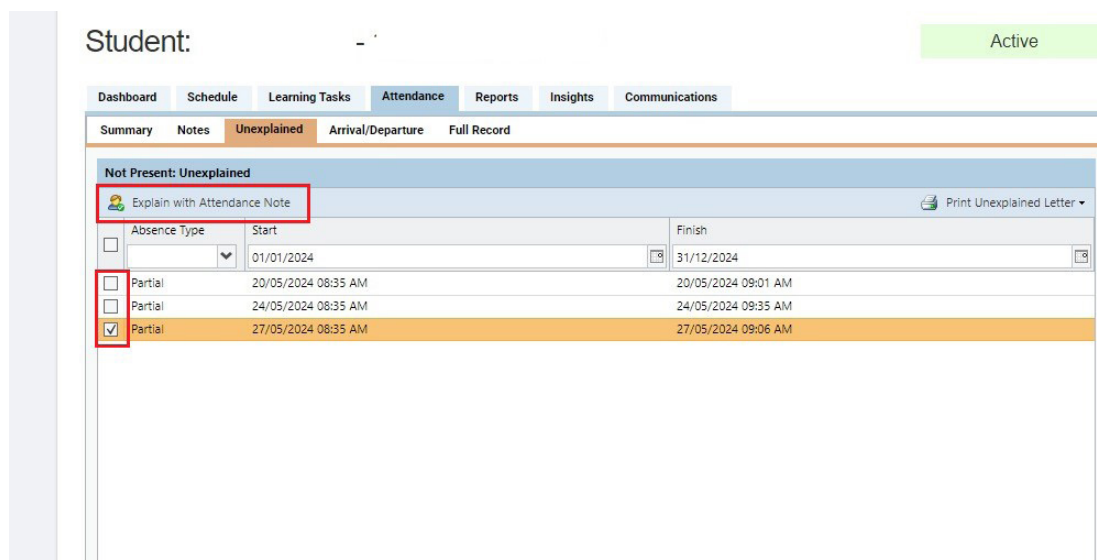 Student: -
Active
Dashboard Schedule Learning Tasks Attendance Reports Insights Communications
Summary Notes Unexplained Arrival/Departure Full Record
Not Present: Unexplained
Explain with Attendance Note Print Unexplained Letter
Absence Type Start Finish
01/01/2024 31/12/2024
Partial 20/05/2024 08:35 AM 20/05/2024 09:01 AM
Partial 24/05/2024 08:35 AM 24/05/2024 09:35 AM
Partial 27/05/2024 08:35 AM 27/05/2024 09:06 AM